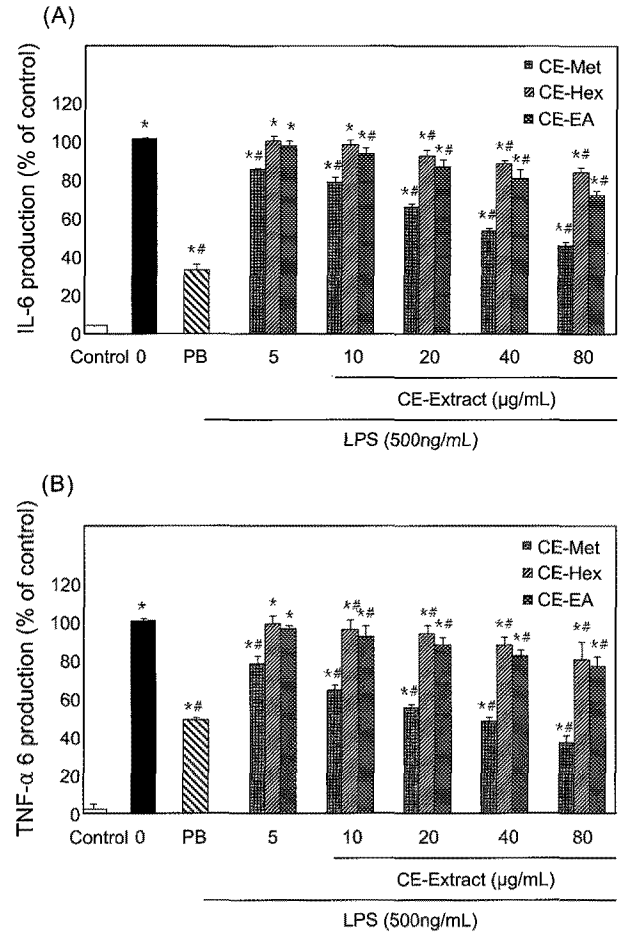 (A)
IL-6 production (% of control)
120
100
80
60
40
20
0
CE-Met
CE-Hex
CE-EA
* *# *# * * *# * *# *# *# *# *# *# *# *# *# *#
Control 0 PB 5 10 20 40 80
CE-Extract (µg/mL)
LPS (500ng/mL)
(B)
TNF-α 6 production (% of control)
120
100
80
60
40
20
0
CE-Met
CE-Hex
CE-EA
* *# *# * * *# *# *# *# *# *# *# *# *# *# *# *#
Control 0 PB 5 10 20 40 80
CE-Extract (µg/mL)
LPS (500ng/mL)